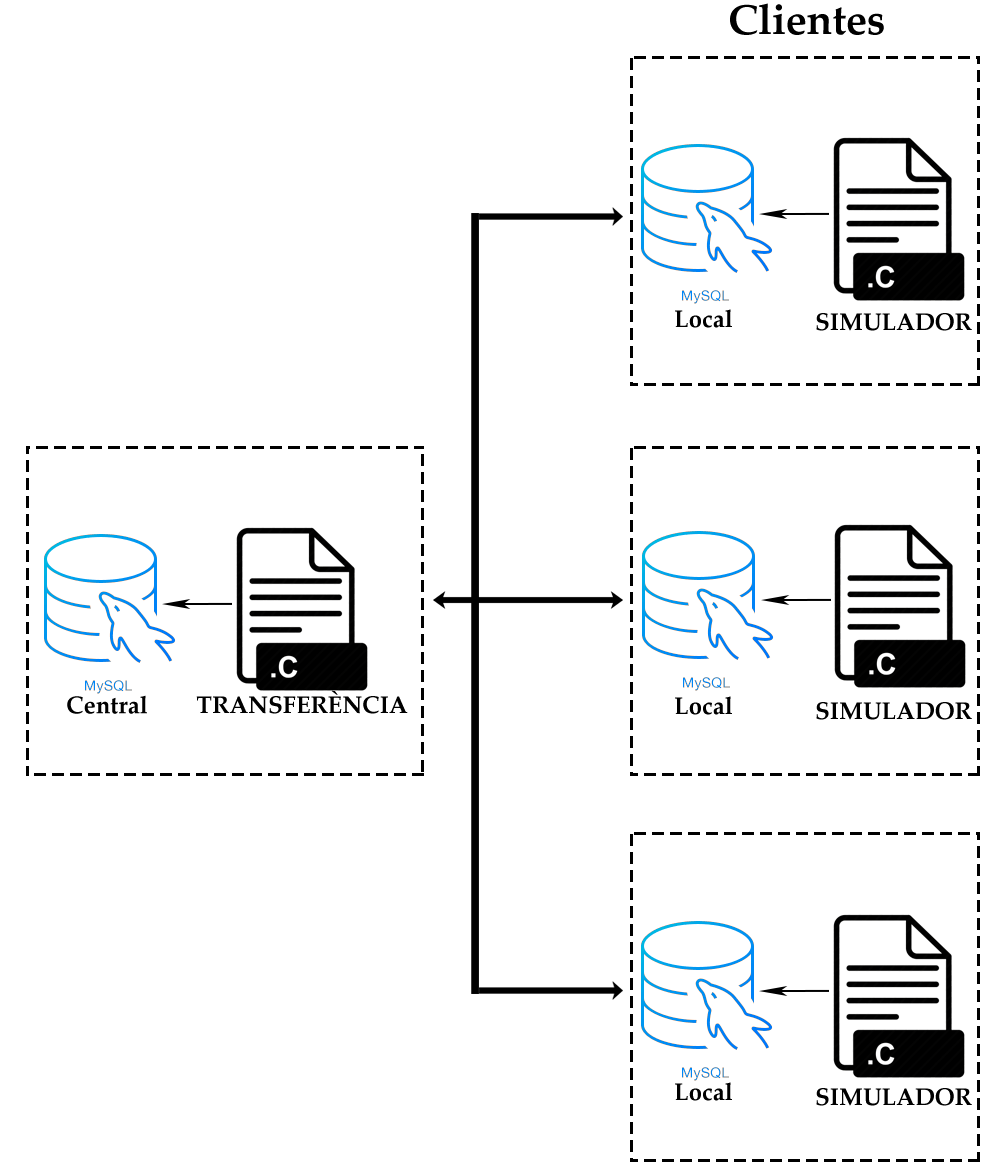 Clientes
MySQL
Local
.C
SIMULADOR
MySQL
Central
.C
TRANSFERÈNCIA
MySQL
Local
.C
SIMULADOR
MySQL
Local
.C
SIMULADOR